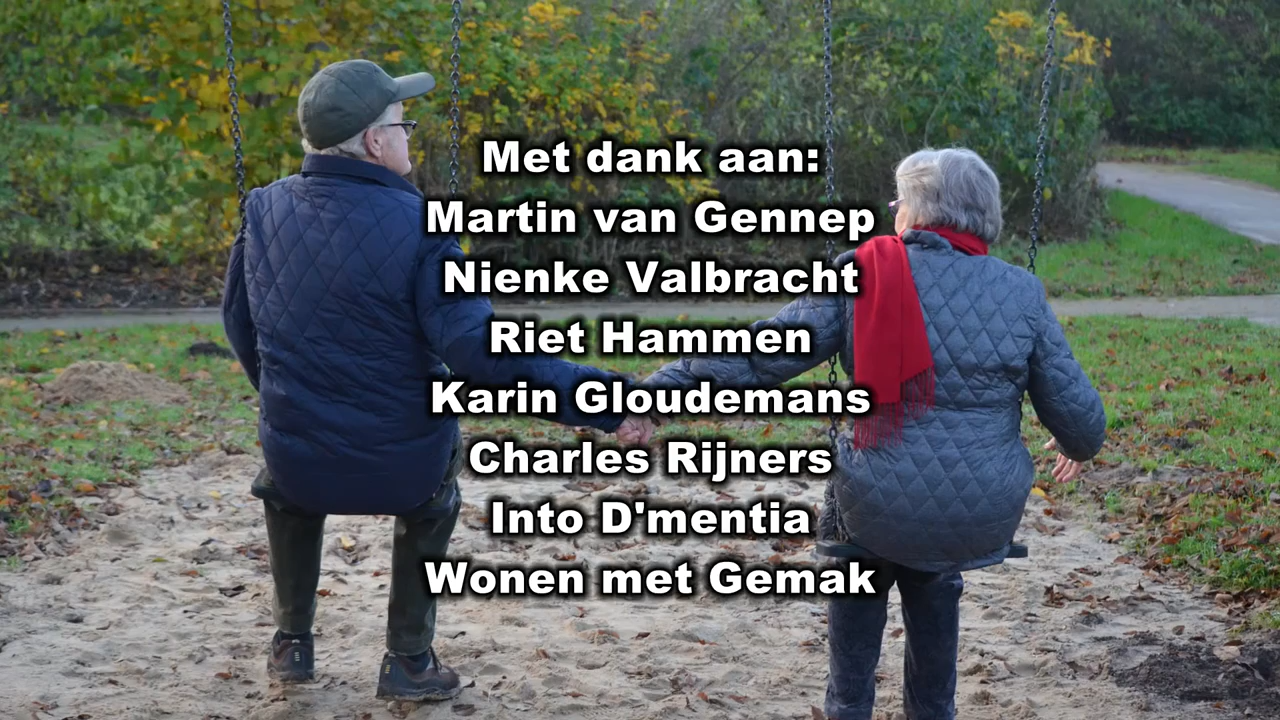 Met dank aan:
Martin van Gennep
Nienke Valbracht
Riet Hammen
Karin Gloudemans
Charles Rijners
Into D'mentia
Wonen met Gemak